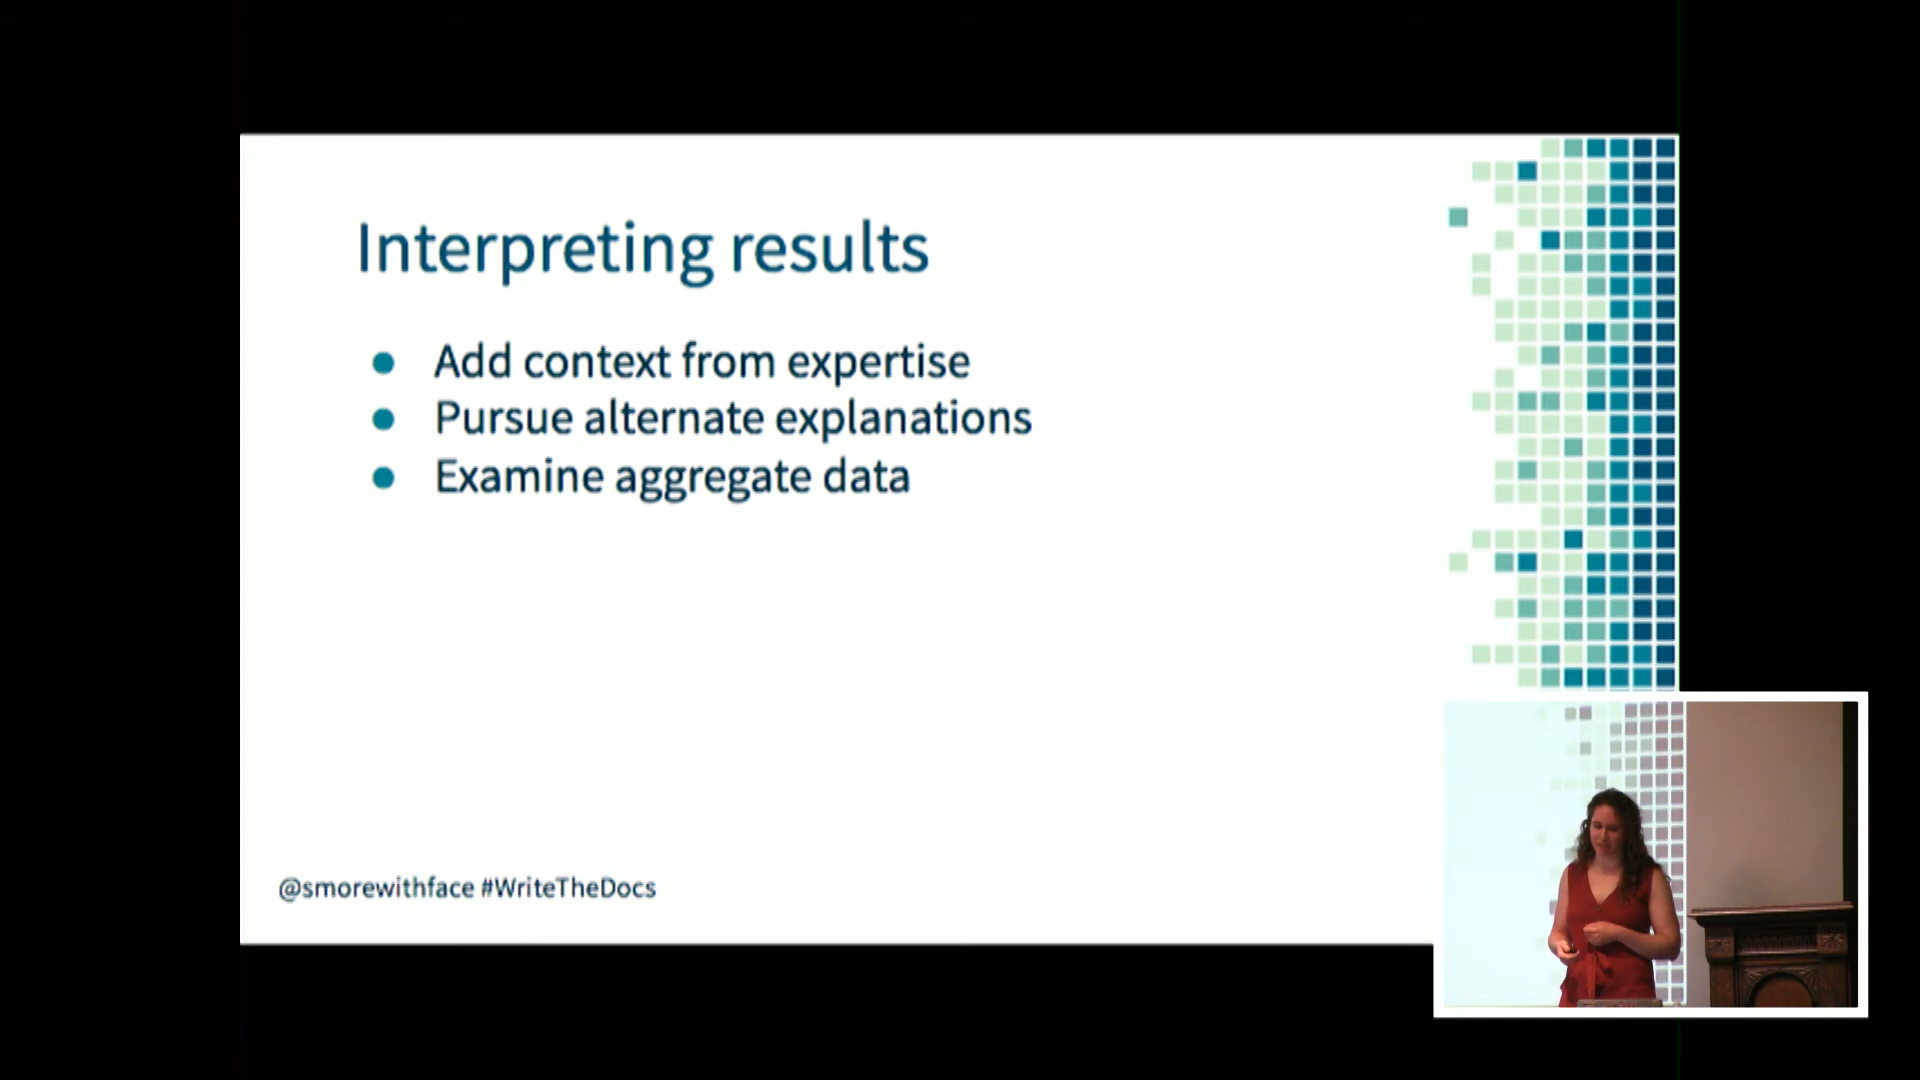 Interpreting results
Add context from expertise
Pursue alternate explanations
Examine aggregate data
@smorewithface #WriteTheDocs